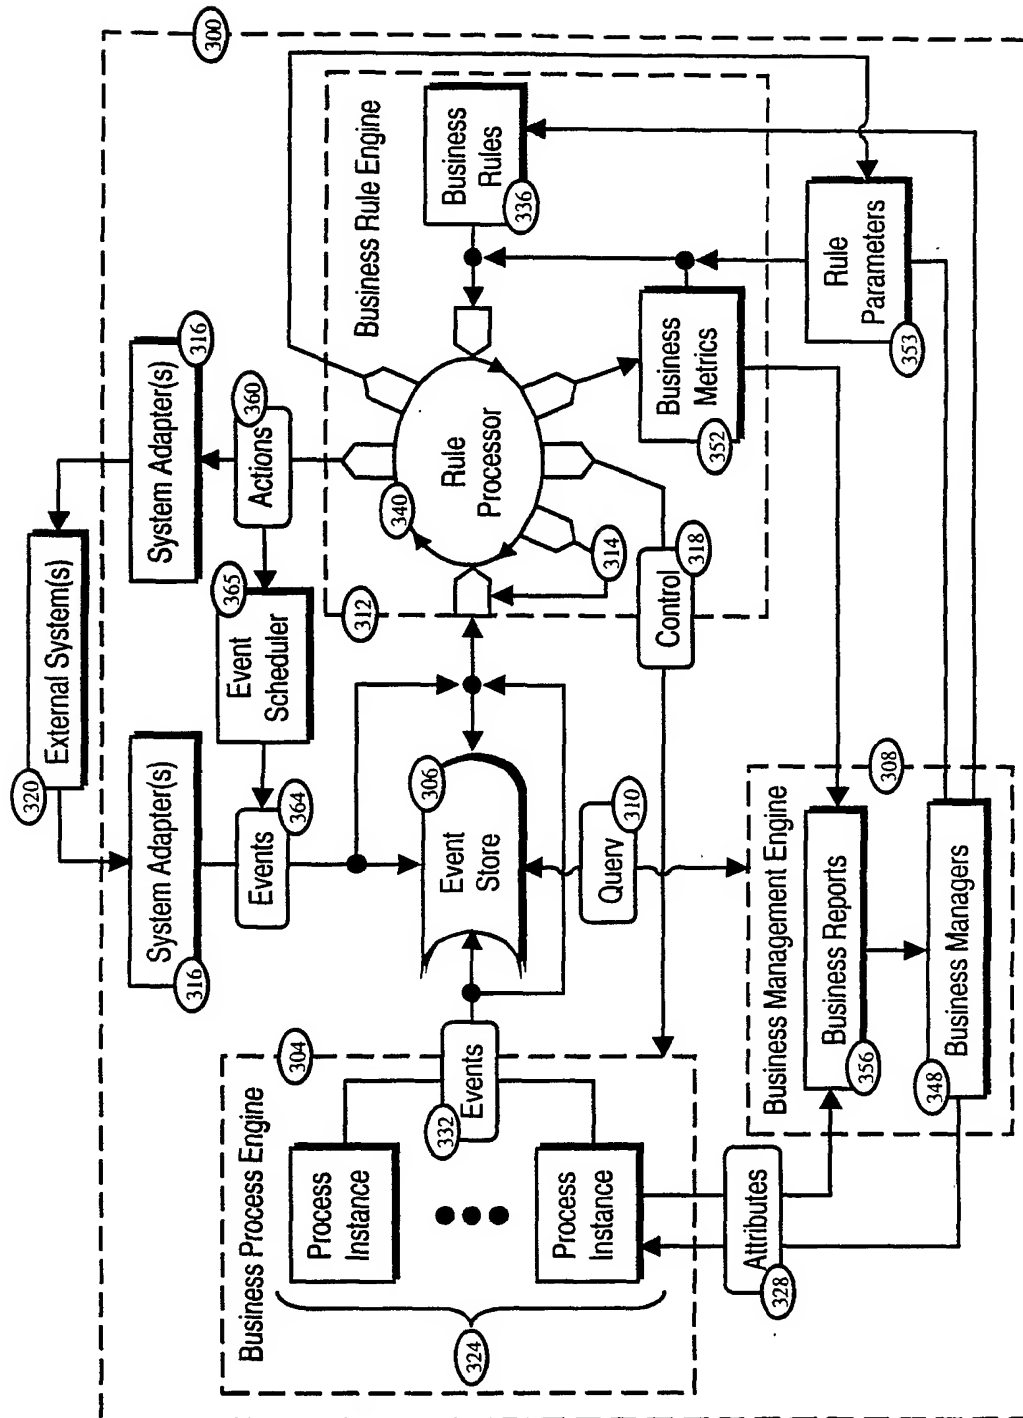 300
320
External System(s)
System Adapter(s)
316
System Adapter(s)
316
Actions
360
Event
Scheduler
365
Events
364
Business Rule Engine
312
Business
Rules
336
Rule
Processor
340
314
Business
Metrics
352
Control
318
Rule
Parameters
353
Event
Store
306
Querv
310
Business Process Engine
304
Process
Instance
Process
Instance
324
Events
332
Attributes
328
Business Management Engine
308
Business Reports
356
Business Managers
348